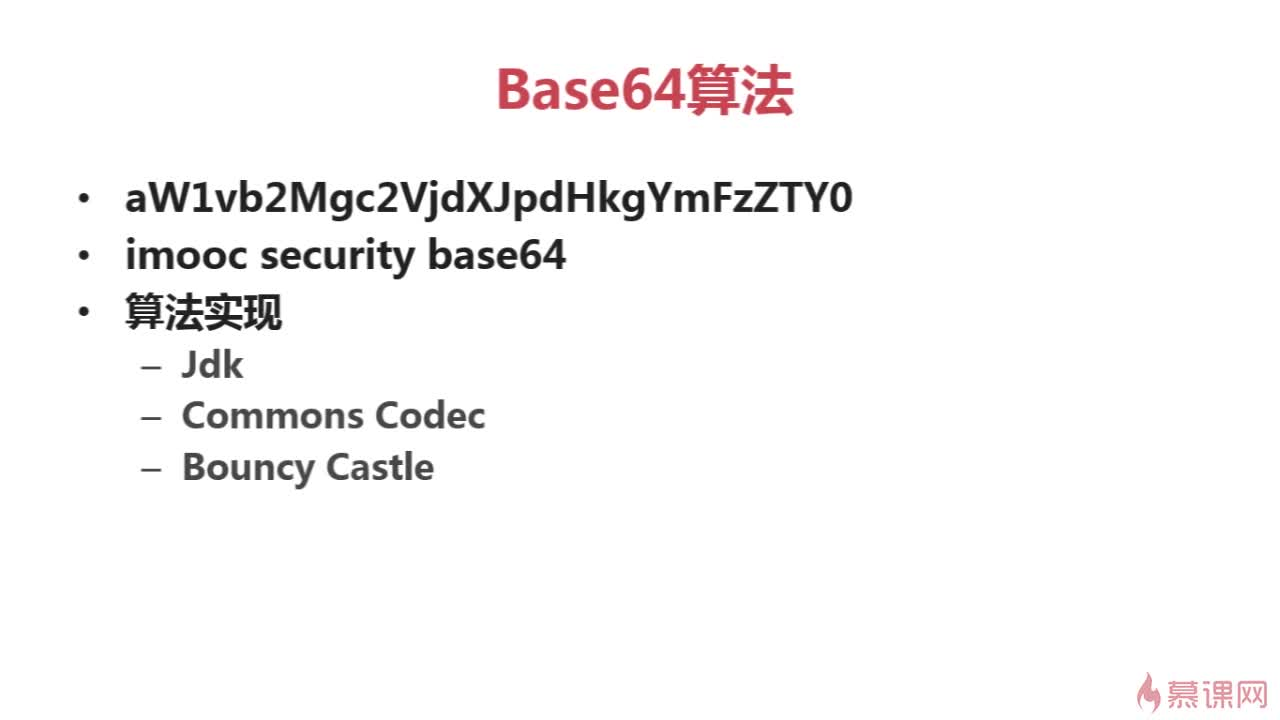 Base64算法
• aW1vb2Mgc2VjdXJpdHkgYmFzZTY0
• imooc security base64
• 算法实现
– Jdk
– Commons Codec
– Bouncy Castle
慕课网